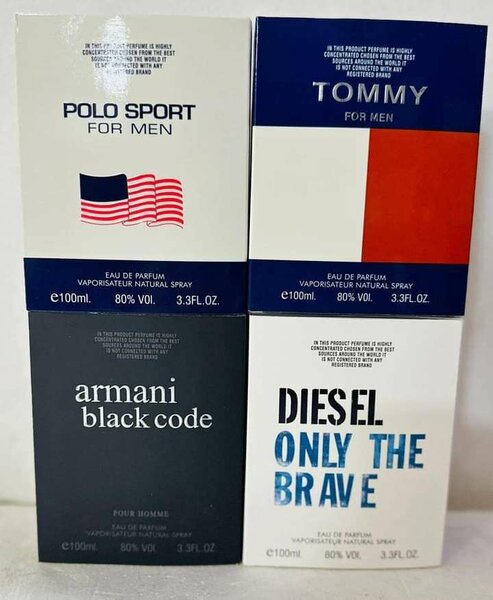 IN THIS PRODUCT PERFUME IS HIGHLY
CONCENTRATED CHOSEN FROM THE BEST
SOURCES AROUND THE WORLD IT
IS NOT CONNECTED WITH ANY
REGISTERED BRAND
POLO SPORT
FOR MEN
EAU DE PARFUM
VAPORISATEUR NATURAL SPRAY
e100ml. 80% VOl. 3.3FL.OZ.
IN THIS PRODUCT PERFUME IS HIGHLY
CONCENTRATED CHOSEN FROM THE BEST
SOURCES AROUND THE WORLD IT
IS NOT CONNECTED WITH ANY
REGISTERED BRAND
TOMMY
FOR MEN
EAU DE PARFUM
VAPORISATEUR NATURAL SPRAY
e100ml. 80% VOl. 3.3FL.OZ.
IN THIS PRODUCT PERFUME IS HIGHLY
CONCENTRATED CHOSEN FROM THE BEST
SOURCES AROUND THE WORLD IT
IS NOT CONNECTED WITH ANY
REGISTERED BRAND
armani
black code
POUR HOMME
EAU DE PARFUM
VAPORISATEUR NATURAL SPRAY
e100ml. 80% VOl. 3.3FL.OZ.
IN THIS PRODUCT PERFUME IS HIGHLY
CONCENTRATED CHOSEN FROM THE BEST
SOURCES AROUND THE WORLD IT
IS NOT CONNECTED WITH ANY
REGISTERED BRAND
DIESEL
ONLY THE
BRAVE
EAU DE PARFUM
VAPORISATEUR NATURAL SPRAY
e100ml. 80% VOl. 3.3FL.OZ.